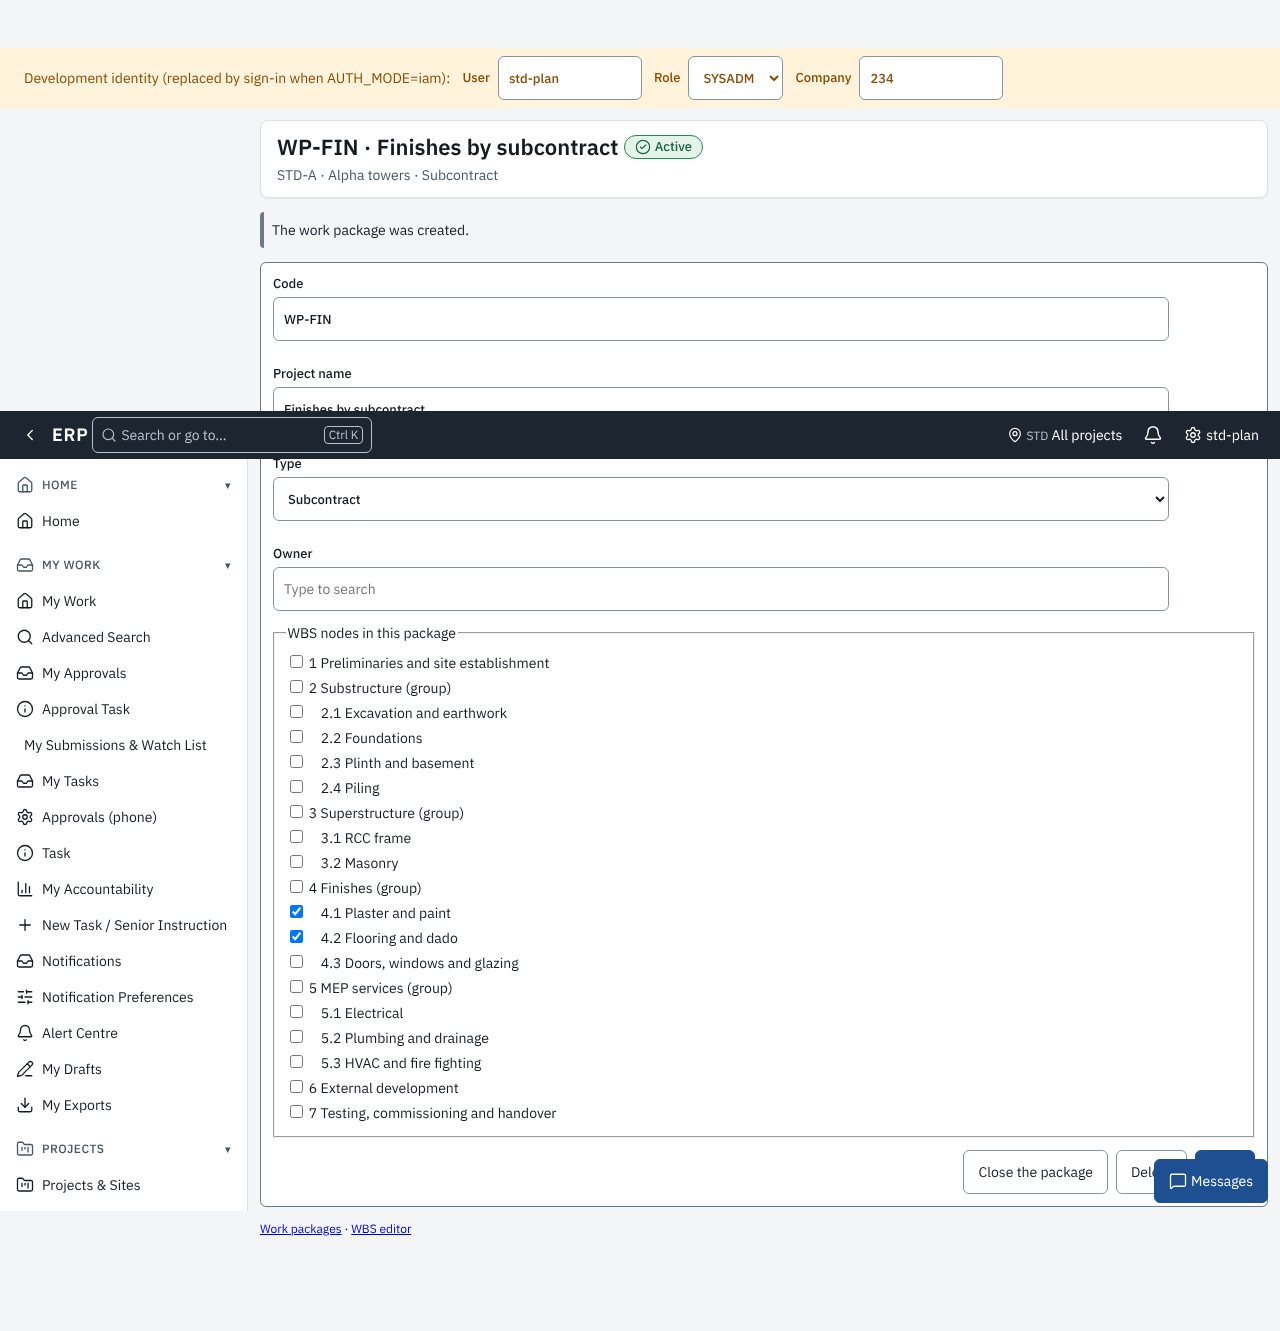 Development identity (replaced by sign-in when AUTH_MODE=iam): User std-plan Role SYSADM Company 234
WP-FIN · Finishes by subcontract Active
STD-A · Alpha towers · Subcontract
The work package was created.
Code
WP-FIN
Project name
Finishes by subcontract
ERP Search or go to... Ctrl K STD All projects std-plan
Type
Subcontract
Owner
Type to search
WBS nodes in this package
1 Preliminaries and site establishment
2 Substructure (group)
2.1 Excavation and earthwork
2.2 Foundations
2.3 Plinth and basement
2.4 Piling
3 Superstructure (group)
3.1 RCC frame
3.2 Masonry
4 Finishes (group)
4.1 Plaster and paint
4.2 Flooring and dado
4.3 Doors, windows and glazing
5 MEP services (group)
5.1 Electrical
5.2 Plumbing and drainage
5.3 HVAC and fire fighting
6 External development
7 Testing, commissioning and handover
Close the package
Messages
Work packages · WBS editor
HOME
Home
MY WORK
My Work
Advanced Search
My Approvals
Approval Task
My Submissions & Watch List
My Tasks
Approvals (phone)
Task
My Accountability
New Task / Senior Instruction
Notifications
Notification Preferences
Alert Centre
My Drafts
My Exports
PROJECTS
Projects & Sites